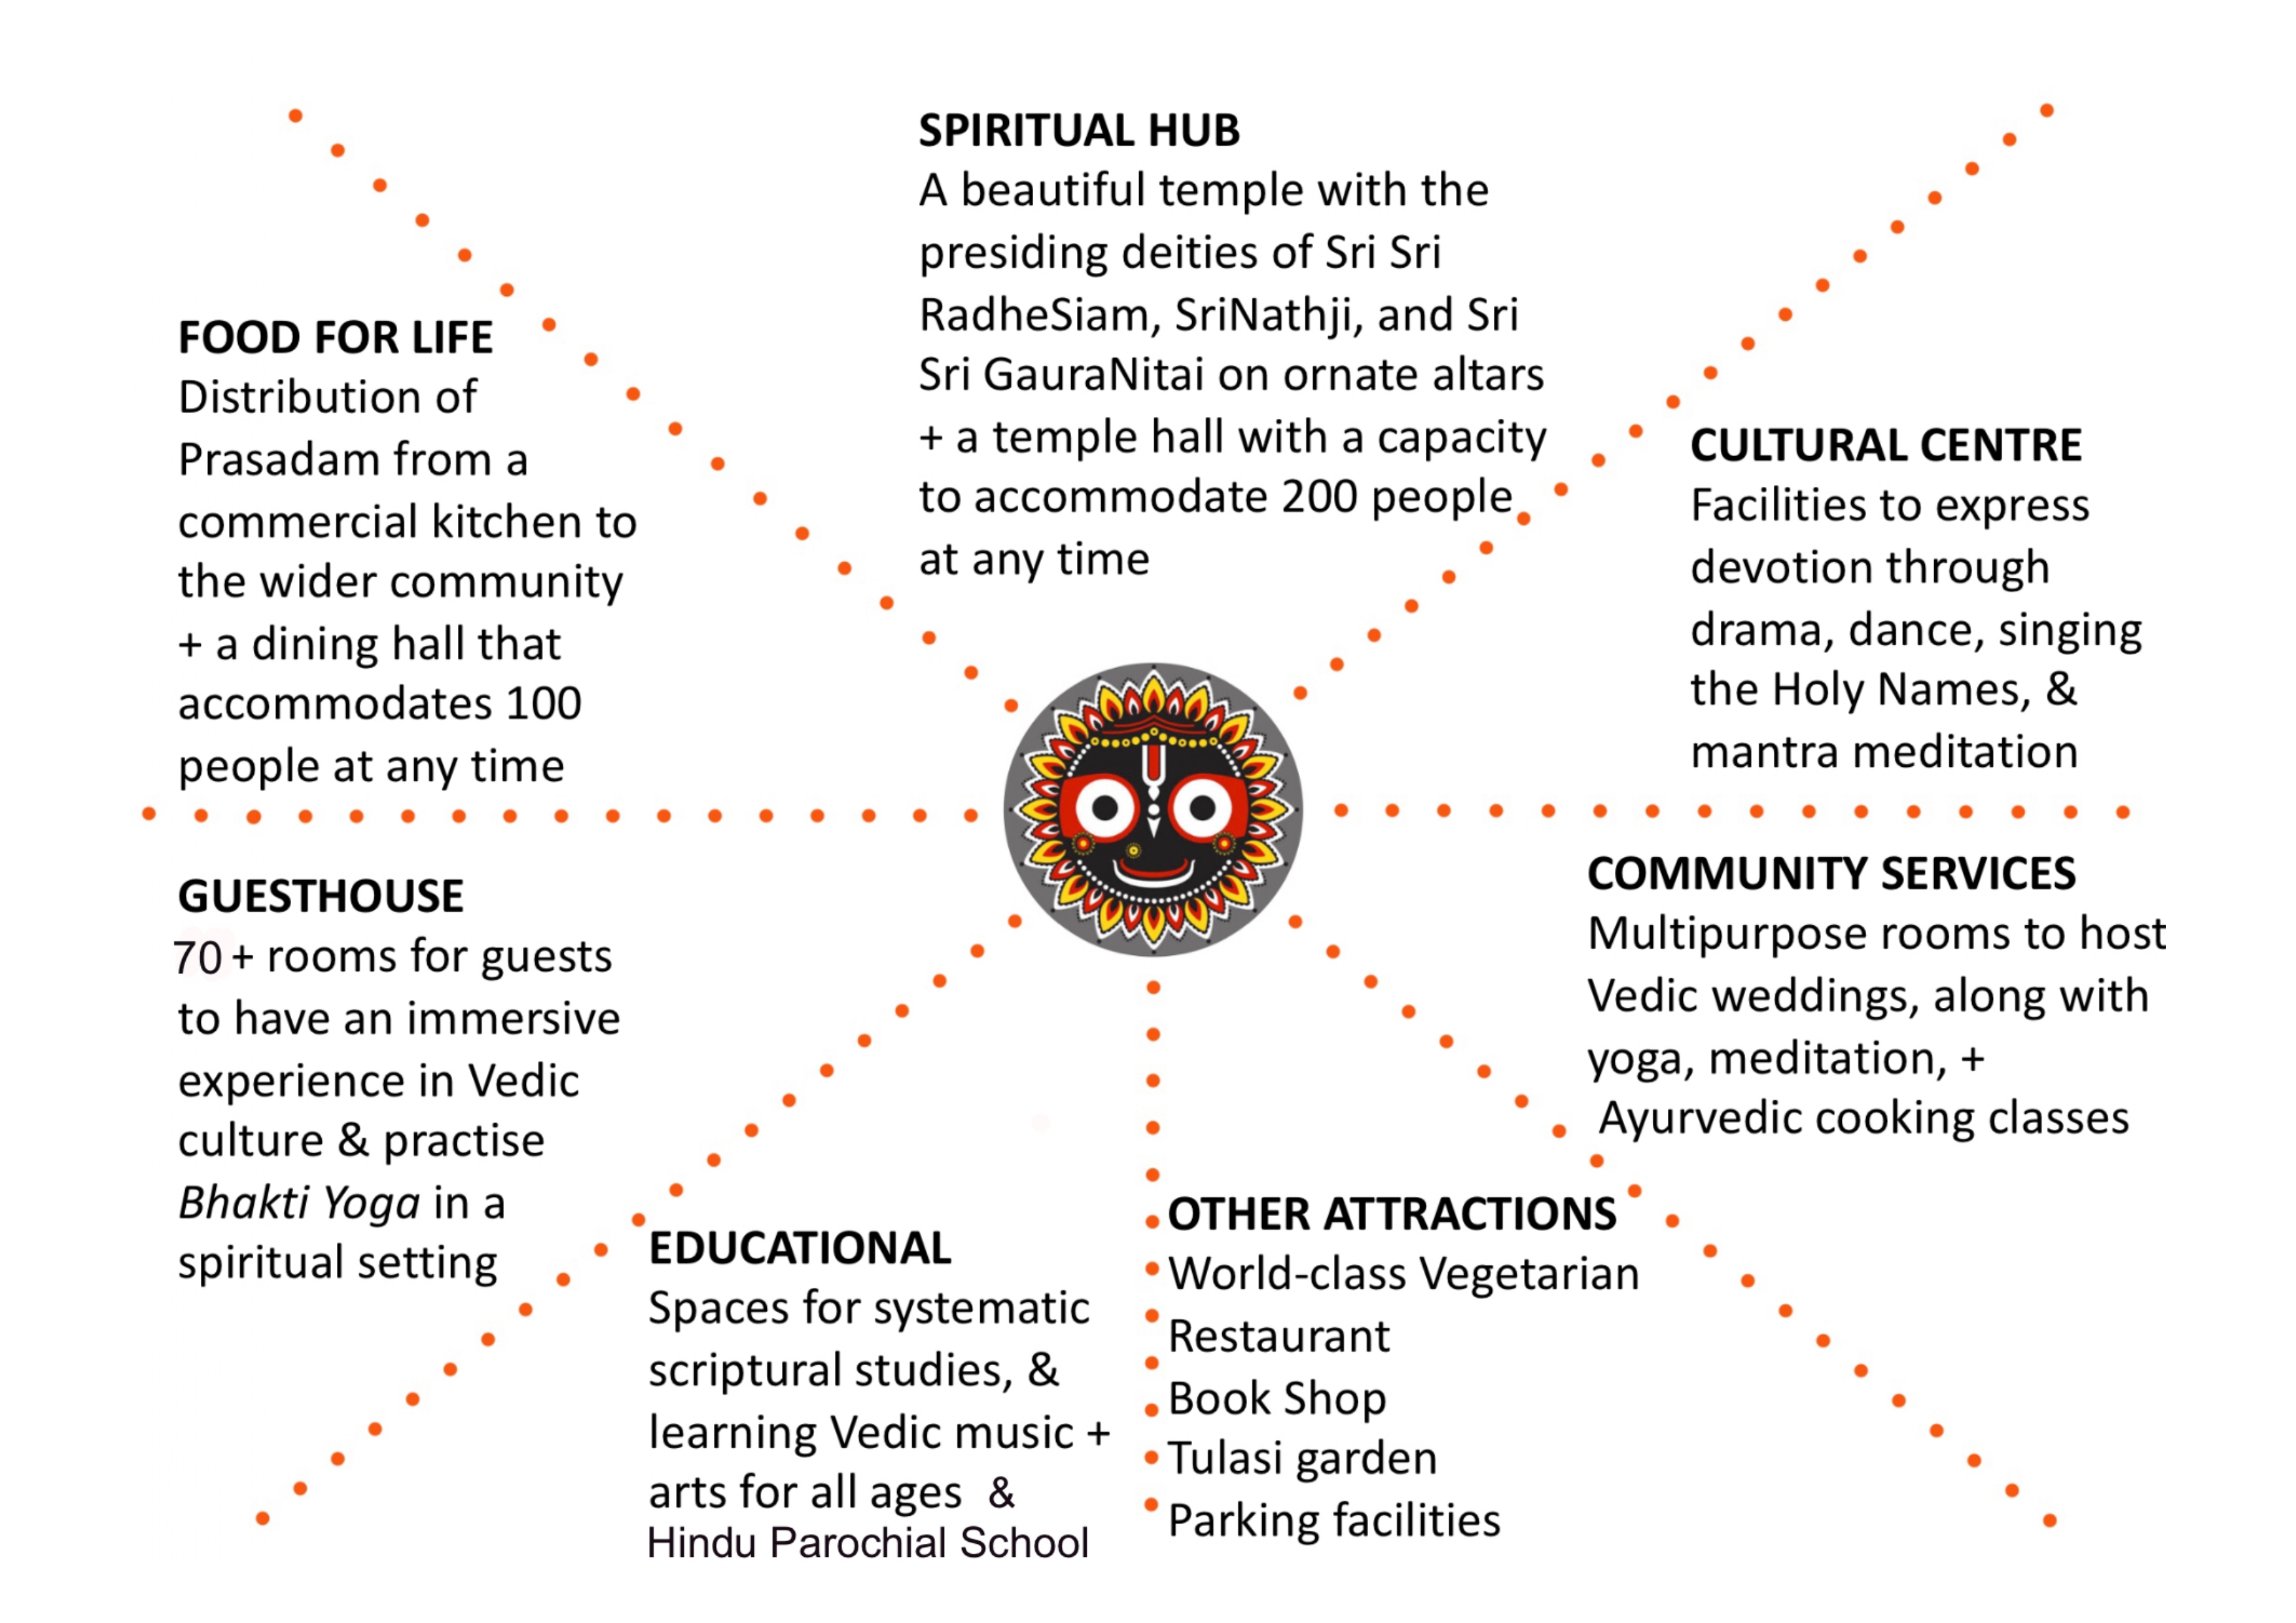 SPIRITUAL HUB
A beautiful temple with the
presiding deities of Sri Sri
RadheSiam, SriNathji, and Sri
Sri GauraNitai on ornate altars
+ a temple hall with a capacity
to accommodate 200 people
at any time
FOOD FOR LIFE
Distribution of
Prasadam from a
commercial kitchen to
the wider community
+ a dining hall that
accommodates 100
people at any time
CULTURAL CENTRE
Facilities to express
devotion through
drama, dance, singing
the Holy Names, &
mantra meditation
GUESTHOUSE
70 + rooms for guests
to have an immersive
experience in Vedic
culture & practise
Bhakti Yoga in a
spiritual setting
COMMUNITY SERVICES
Multipurpose rooms to host
Vedic weddings, along with
yoga, meditation, +
Ayurvedic cooking classes
EDUCATIONAL
Spaces for systematic
scriptural studies, &
learning Vedic music +
arts for all ages &
Hindu Parochial School
OTHER ATTRACTIONS
World-class Vegetarian
Restaurant
Book Shop
Tulasi garden
Parking facilities